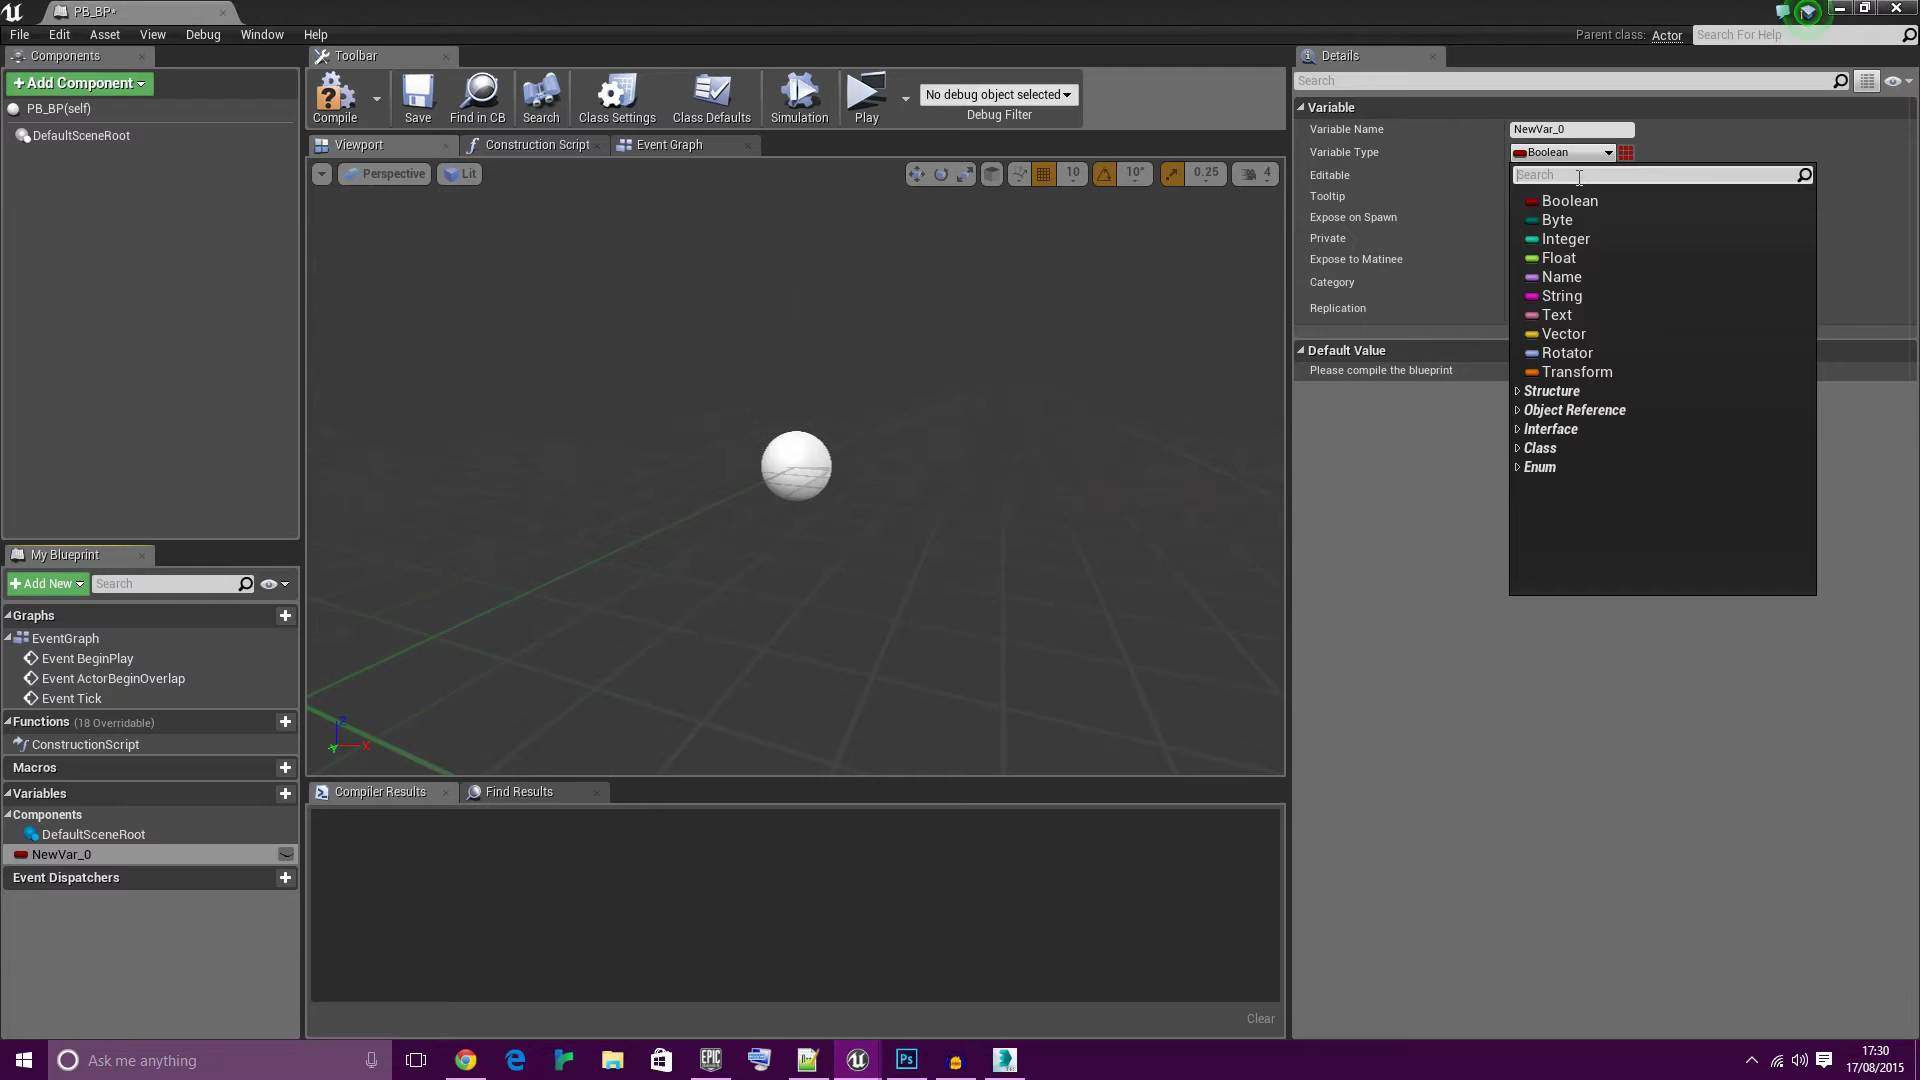 PB_BP*
File Edit Asset View Debug Window Help
Parent class: Actor
Search For Help
Components
+Add Component
PB_BP(self)
DefaultSceneRoot
Toolbar
Compile
Save
Find in CB
Search
Class Settings
Class Defaults
Simulation
Play
No debug object selected
Debug Filter
Viewport
Construction Script
Event Graph
Perspective
Lit
10
10°
0.25
4
Details
Search
Variable
Variable Name NewVar_0
Variable Type Boolean
Editable
Tooltip
Expose on Spawn
Private
Expose to Matinee
Category
Replication
Default Value
Please compile the blueprint
Search
Boolean
Byte
Integer
Float
Name
String
Text
Vector
Rotator
Transform
Structure
Object Reference
Interface
Class
Enum
My Blueprint
+Add New
Search
Graphs
EventGraph
Event BeginPlay
Event ActorBeginOverlap
Event Tick
Functions (18 Overridable)
ConstructionScript
Macros
Variables
Components
DefaultSceneRoot
NewVar_0
Event Dispatchers
Z
Y
X
Compiler Results
Find Results
Clear
Ask me anything
EPIC
Ps
17:30
17/08/2015